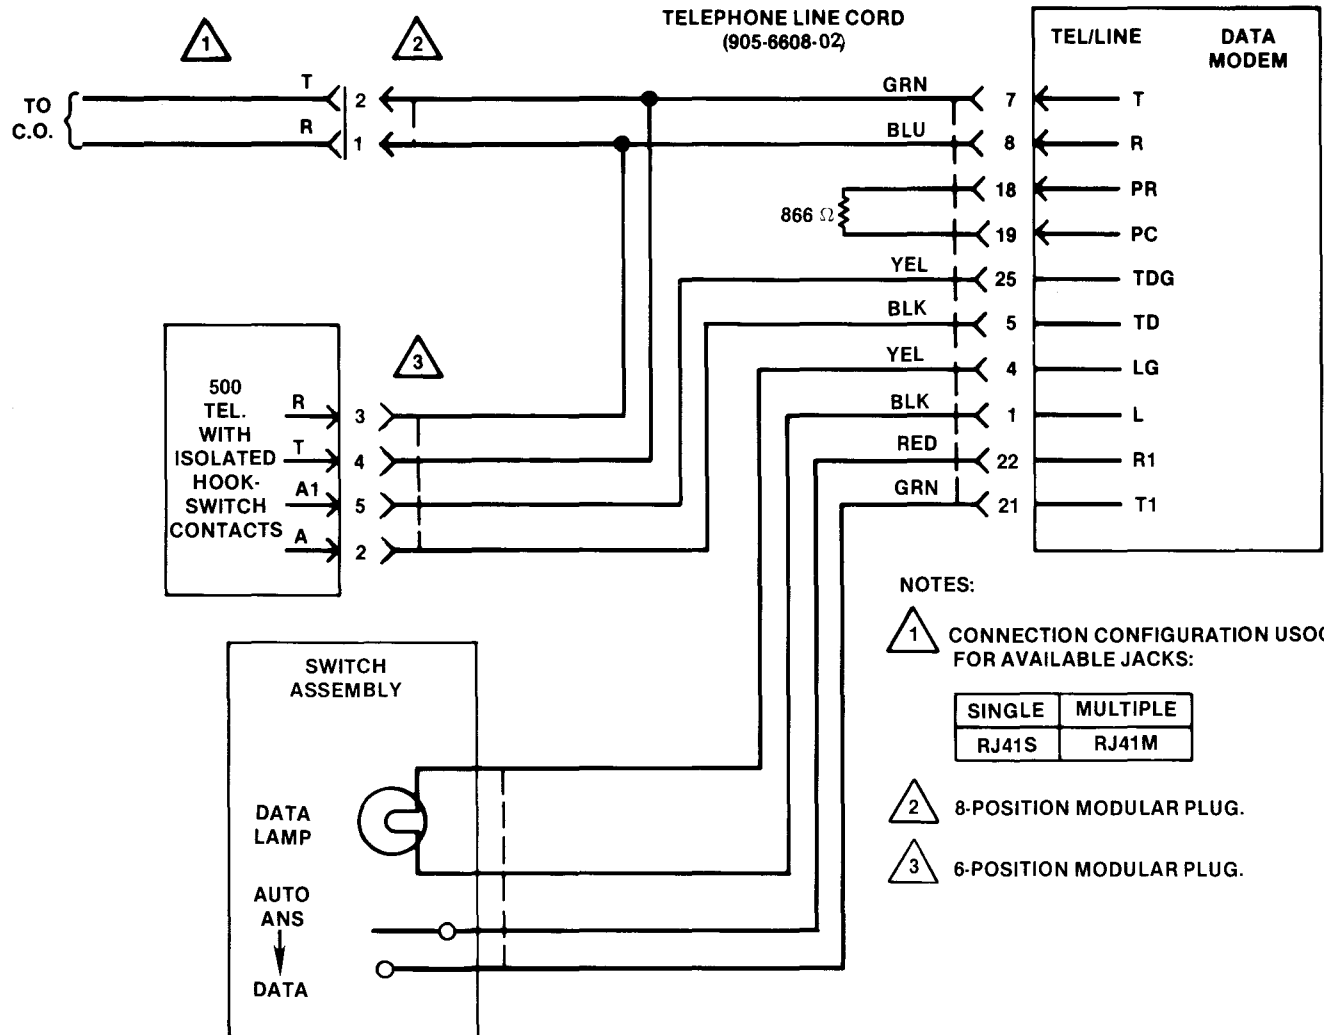 TELEPHONE LINE CORD
(905-6608-02)
1
2
TO
C.O.
T
2
R
1
GRN
BLU
866 Ω
YEL
BLK
YEL
BLK
RED
GRN
TEL/LINE
DATA
MODEM
7
T
8
R
18
PR
19
PC
25
TDG
5
TD
4
LG
1
L
22
R1
21
T1
3
500
TEL.
WITH
ISOLATED
HOOK-
SWITCH
CONTACTS
R
3
T
4
A1
5
A
2
SWITCH
ASSEMBLY
DATA
LAMP
AUTO
ANS
DATA
NOTES:
1
CONNECTION CONFIGURATION USO
FOR AVAILABLE JACKS:
SINGLE MULTIPLE
RJ41S RJ41M
2 8-POSITION MODULAR PLUG.
3 6-POSITION MODULAR PLUG.